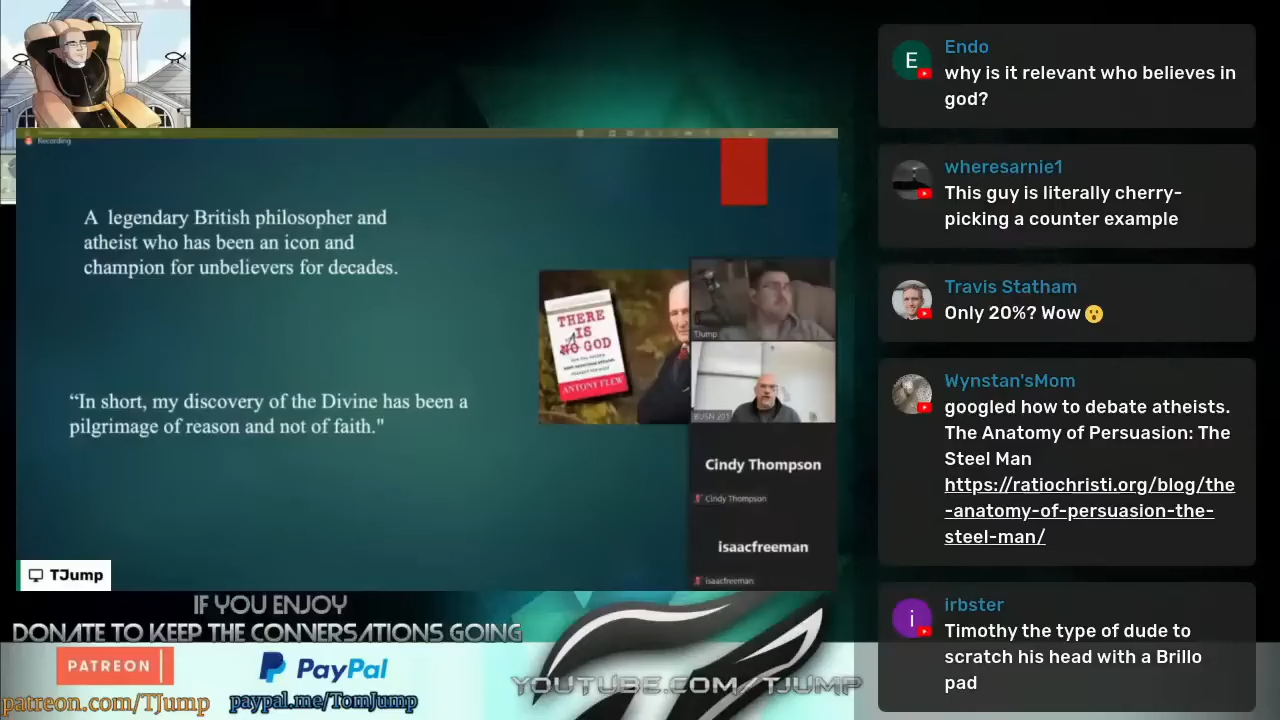 Recording
A legendary British philosopher and
atheist who has been an icon and
champion for unbelievers for decades.
“In short, my discovery of the Divine has been a
pilgrimage of reason and not of faith."
THERE
IS
A
NO GOD
ANTONY FLEW
TJump
Cindy Thompson
Cindy Thompson
isaacfreeman
isaacfreeman
TJump
IF YOU ENJOY
DONATE TO KEEP THE CONVERSATIONS GOING
PATREON
PayPal
patreon.com/TJump
paypal.me/TomJump
YOUTUBE.COM/TJUMP
E
Endo
why is it relevant who believes in
god?
wheresarnie1
This guy is literally cherry-
picking a counter example
Travis Statham
Only 20%? Wow 😮
Wynstan'sMom
googled how to debate atheists.
The Anatomy of Persuasion: The
Steel Man
https://ratiochristi.org/blog/the
-anatomy-of-persuasion-the-
steel-man/
i
irbster
Timothy the type of dude to
scratch his head with a Brillo
pad